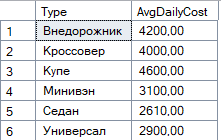 Type AvgDailyCost
1 Внедорожник 4200,00
2 Кроссовер 4000,00
3 Купе 4600,00
4 Минивэн 3100,00
5 Седан 2610,00
6 Универсал 2900,00